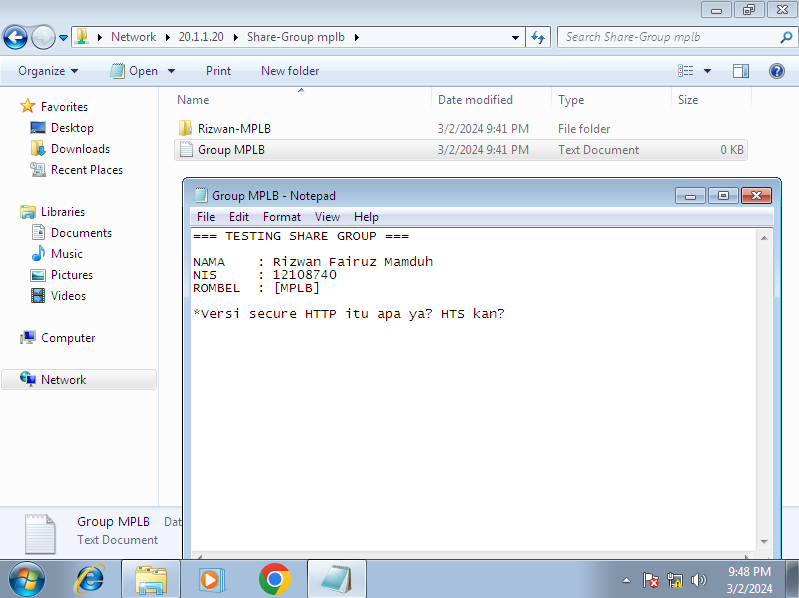 Network
20.1.1.20
Share-Group mplb
Search Share-Group mplb
Organize
Open
Print
New folder
Name
Date modified
Type
Size
Favorites
Desktop
Downloads
Recent Places
Libraries
Documents
Music
Pictures
Videos
Computer
Network
Rizwan-MPLB 3/2/2024 9:41 PM File folder
Group MPLB 3/2/2024 9:41 PM Text Document 0 KB
Group MPLB - Notepad
File Edit Format View Help
=== TESTING SHARE GROUP ===
NAMA : Rizwan Fairuz Mamduh
NIS : 12108740
ROMBEL : [MPLB]
*Versi secure HTTP itu apa ya? HTS kan?
Group MPLB Dat
Text Document
9:48 PM
3/2/2024